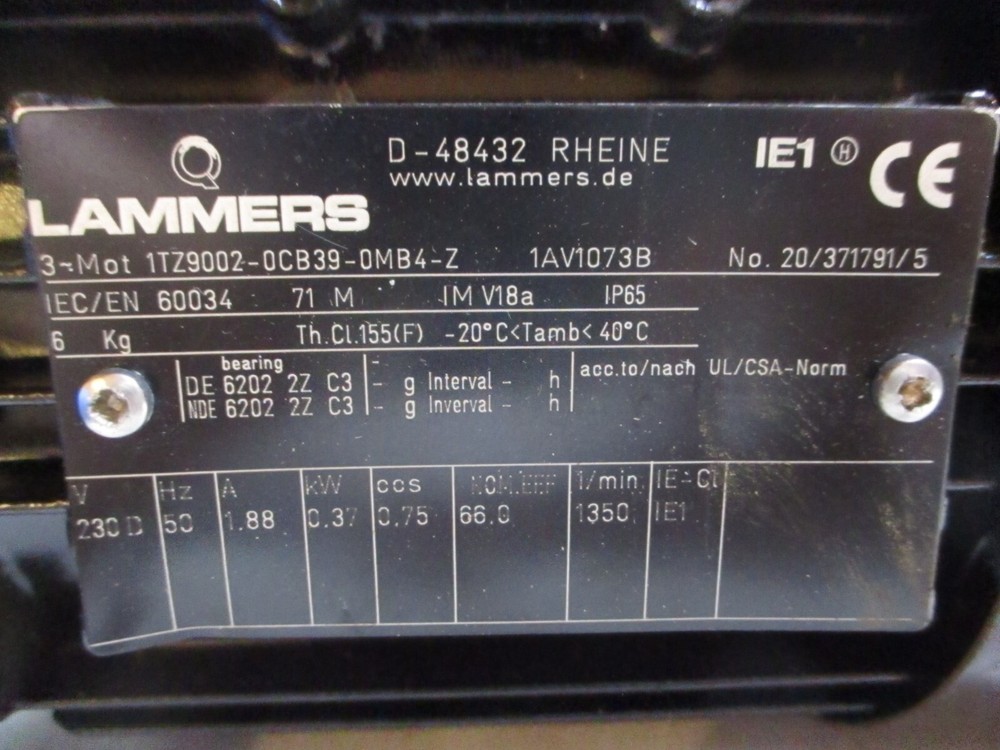 D-48432 RHEINE IE1 H CE
www.lammers.de
LAMMERS
3~Mot 1TZ9002-0CB39-0MB4-Z 1AV1073B No. 20/371791/5
IEC/EN 60034 71 M IM V18a IP65
6 Kg Th.Cl.155(F) -20°C<Tamb<40°C
bearing - acc.to/nach UL/CSA-Norm
DE 6202 2Z C3 - g Interval - h
NDE 6202 2Z C3 - g Inverval - h
V Hz A kW cos NOM.EFF 1/min IE-Cl
230 D 50 1.88 0.37 0.75 66.0 1350 IE1